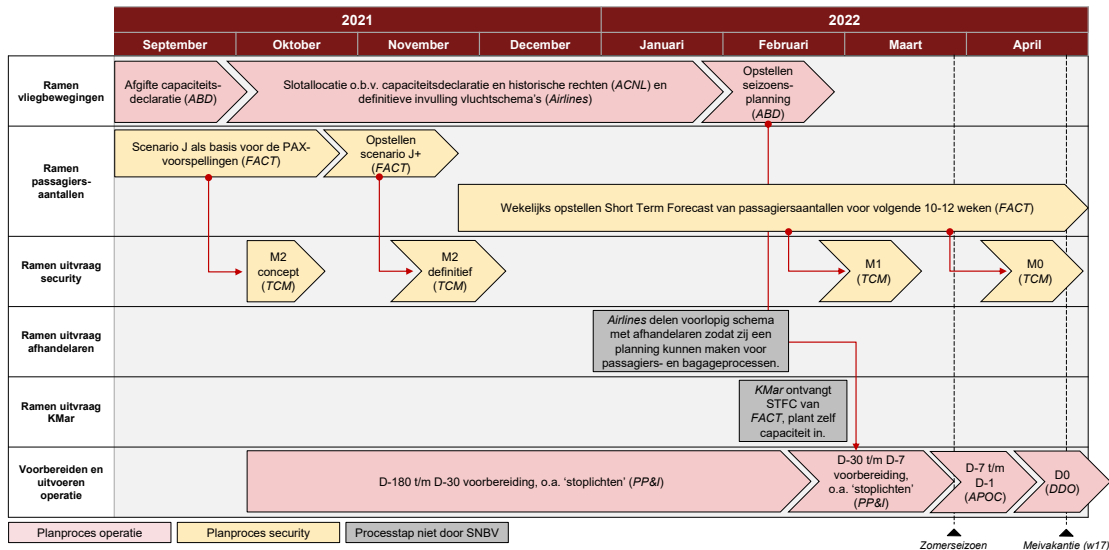 2021
2022
September
Oktober
November
December
Januari
Februari
Maart
April
Ramen
vliegbewegingen
Afgifte capaciteits-
declaratie (ABD)
Slotallocatie o.b.v. capaciteitsdeclaratie en historische rechten (ACNL) en
definitieve invulling vluchtschema's (Airlines)
Opstellen
seizoens-
planning
(ABD)
Ramen
passagiers-
aantallen
Scenario J als basis voor de PAX-
voorspellingen (FACT)
Opstellen
scenario J+
(FACT)
Wekelijks opstellen Short Term Forecast van passagiersaantallen voor volgende 10-12 weken (FACT)
Ramen uitvraag
security
M2
concept
(TCM)
M2
definitief
(TCM)
M1
(TCM)
M0
(TCM)
Ramen uitvraag
afhandelaren
Airlines delen voorlopig schema
met afhandelaren zodat zij een
planning kunnen maken voor
passagiers- en bagageprocessen.
Ramen uitvraag
KMar
KMar ontvangt
STFC van
FACT, plant zelf
capaciteit in.
Voorbereiden en
uitvoeren
operatie
D-180 t/m D-30 voorbereiding, o.a. 'stoplichten' (PP&I)
D-30 t/m D-7
voorbereiding,
o.a. 'stoplichten'
(PP&I)
D-7 t/m
D-1
(APOC)
D0
(DDO)
Planproces operatie
Planproces security
Processtap niet door SNBV
Zomerseizoen
Meivakantie (w17)